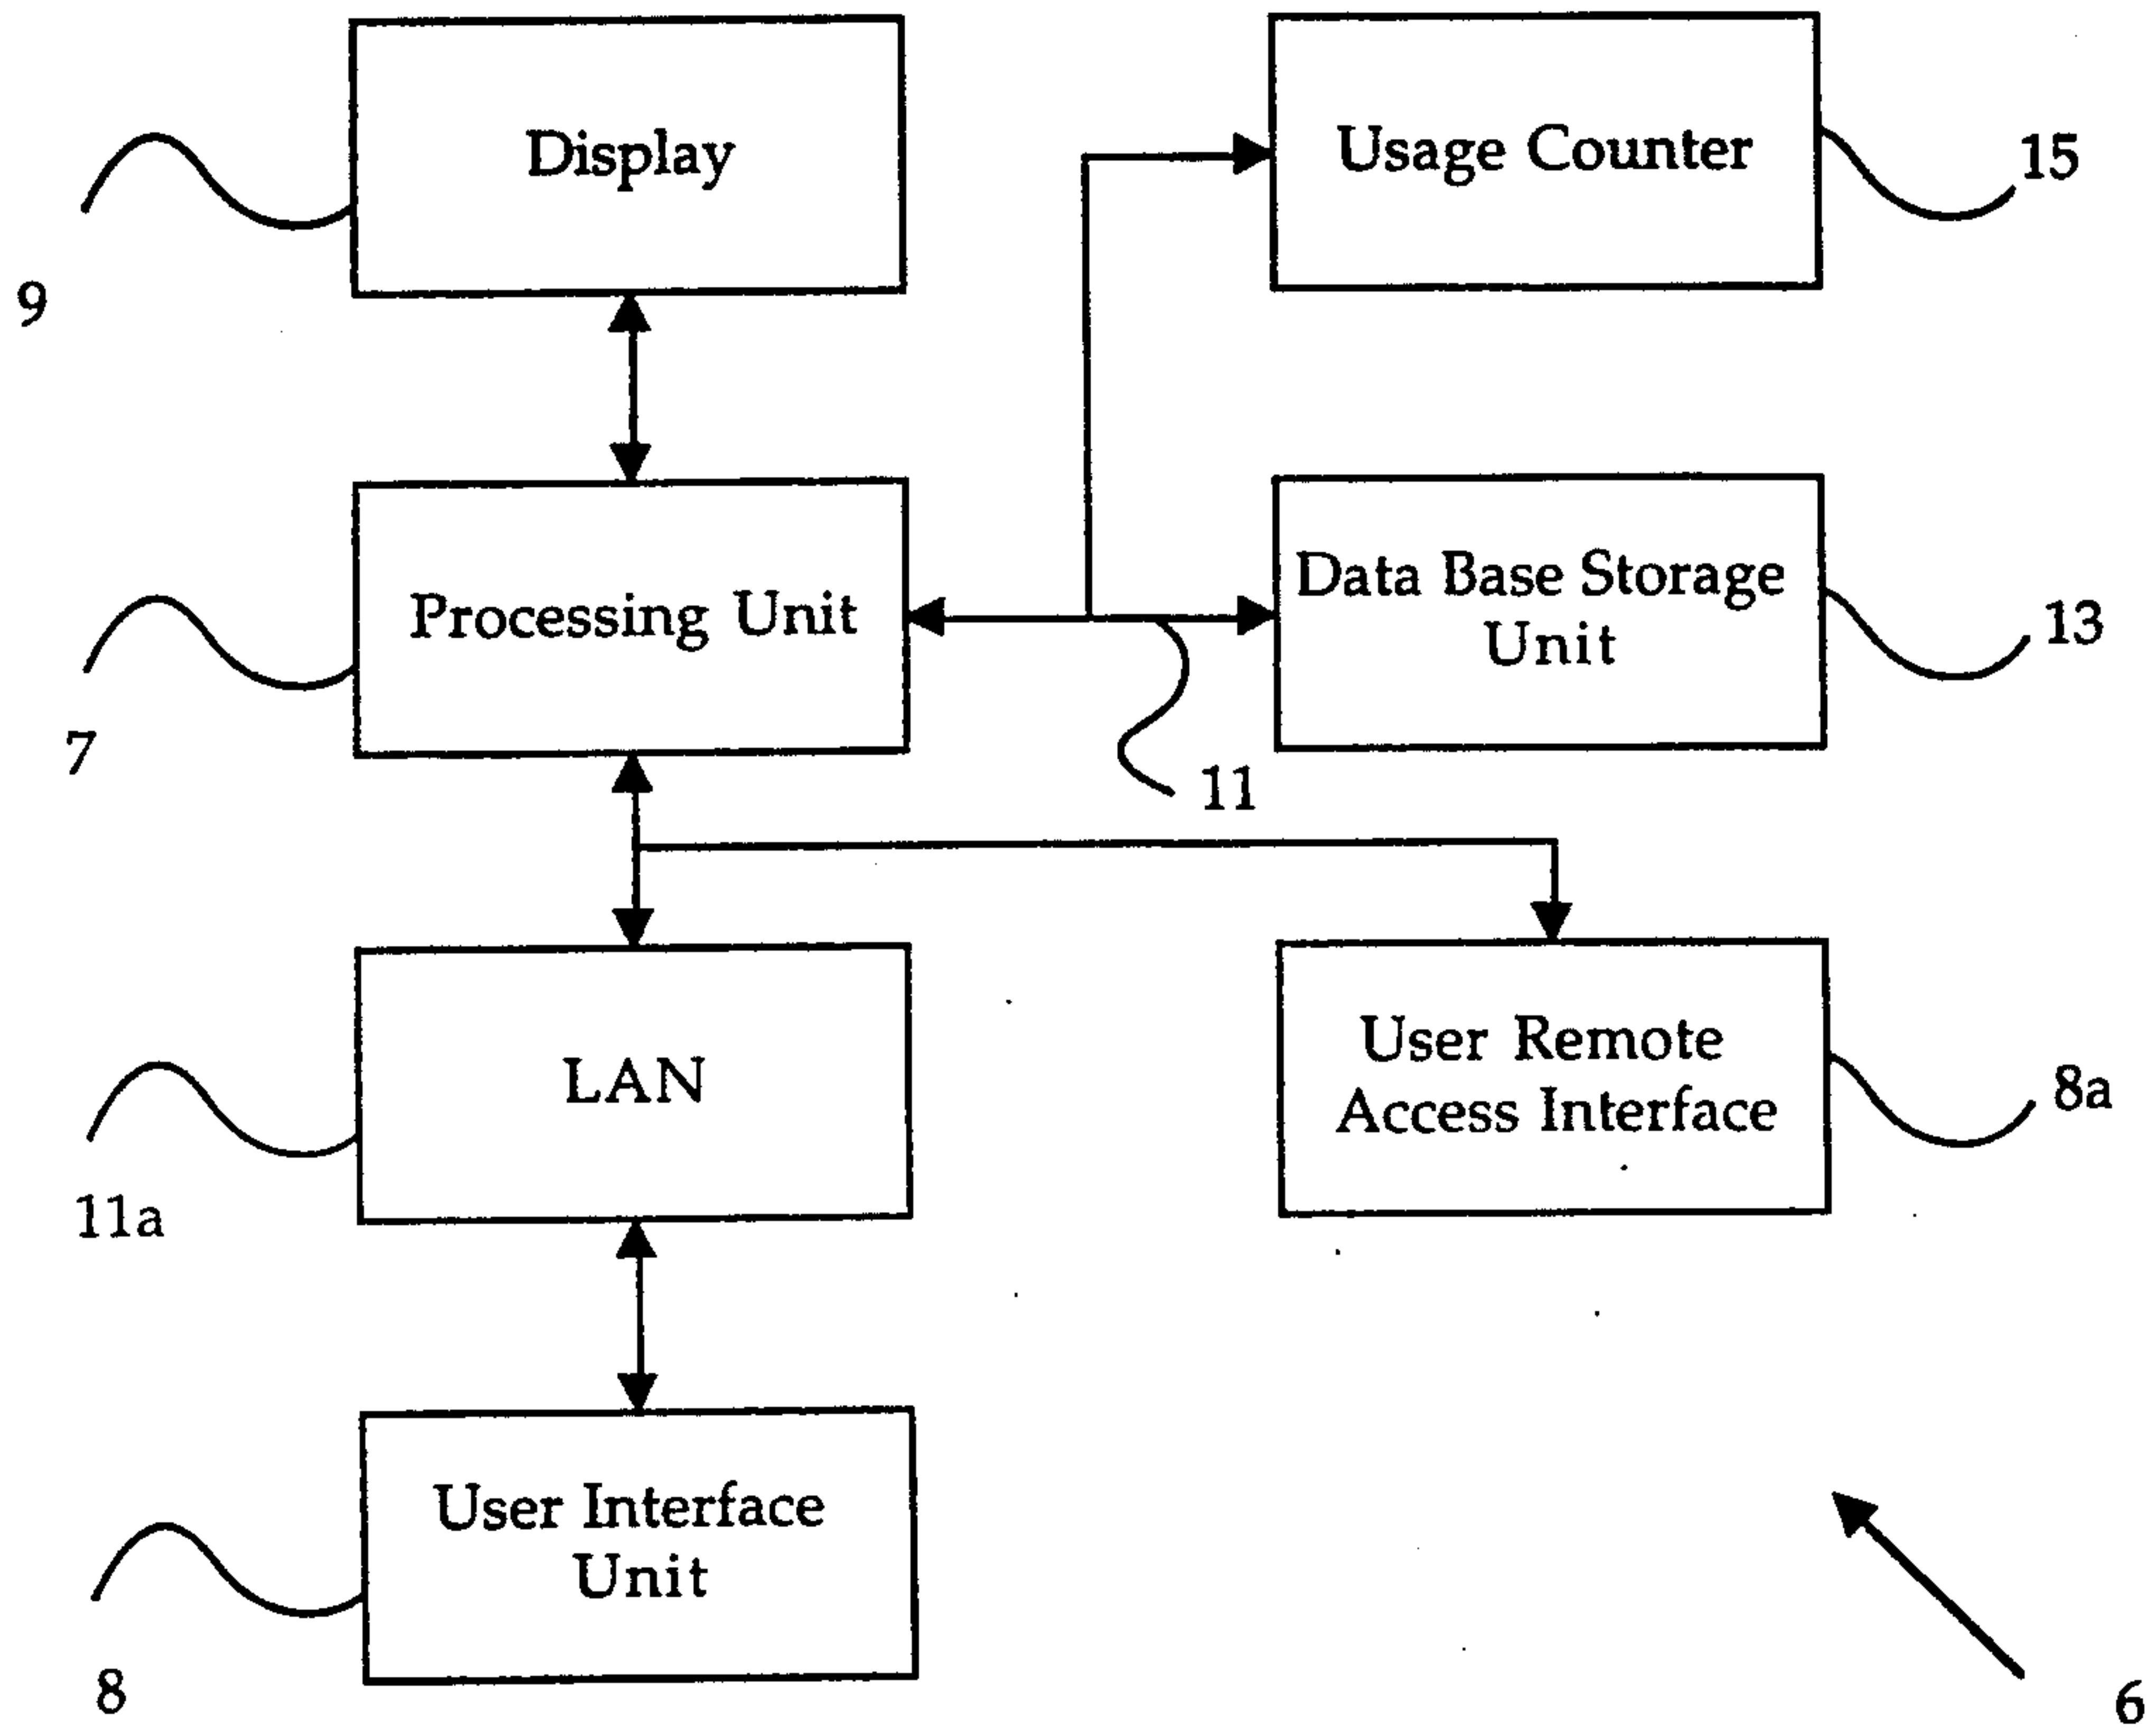 Display
Usage Counter
15
9
Processing Unit
Data Base Storage
Unit
13
7
11
LAN
User Remote
Access Interface
8a
11a
User Interface
Unit
8
6